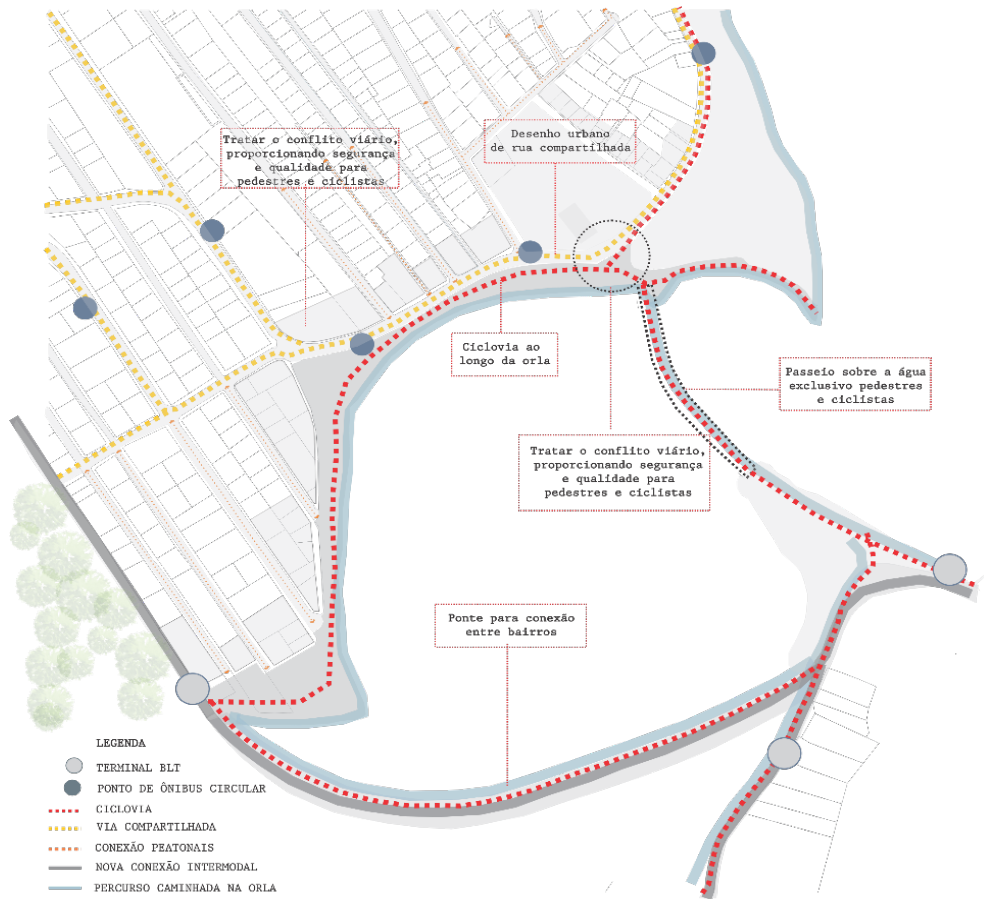 Tratar o conflito viário,
proporcionando segurança
e qualidade para
pedestres e ciclistas
Desenho urbano
de rua compartilhada
Ciclovia ao
longo da orla
Passeio sobre a água
exclusivo pedestres
e ciclistas
Tratar o conflito viário,
proporcionando segurança
e qualidade para
pedestres e ciclistas
Ponte para conexão
entre bairros
LEGENDA
TERMINAL BLT
PONTO DE ÔNIBUS CIRCULAR
CICLOVIA
VIA COMPARTILHADA
CONEXÃO PEATONAIS
NOVA CONEXÃO INTERMODAL
PERCURSO CAMINHADA NA ORLA